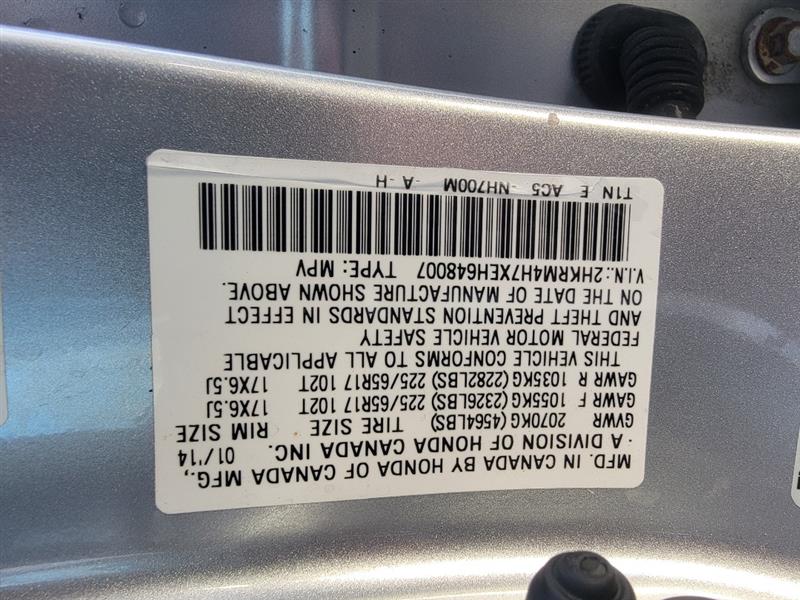 MFD. IN CANADA BY HONDA OF CANADA MFG.,
· A DIVISION OF HONDA CANADA INC. 01/'14
GVWR 2070KG (4564LBS) TIRE SIZE RIM SIZE
GAWR F 1055KG (2326LBS) 225/65R17 102T 17X6.5J
GAWR R 1035KG (2282LBS) 225/65R17 102T 17X6.5J
THIS VEHICLE CONFORMS TO ALL APPLICABLE
FEDERAL MOTOR VEHICLE SAFETY
AND THEFT PREVENTION STANDARDS IN EFFECT
ON THE DATE OF MANUFACTURE SHOWN ABOVE.
V.I.N.: 2HKRM4H7XEH648007 TYPE: MPV
T1N E AC5 -NH700M -A -H